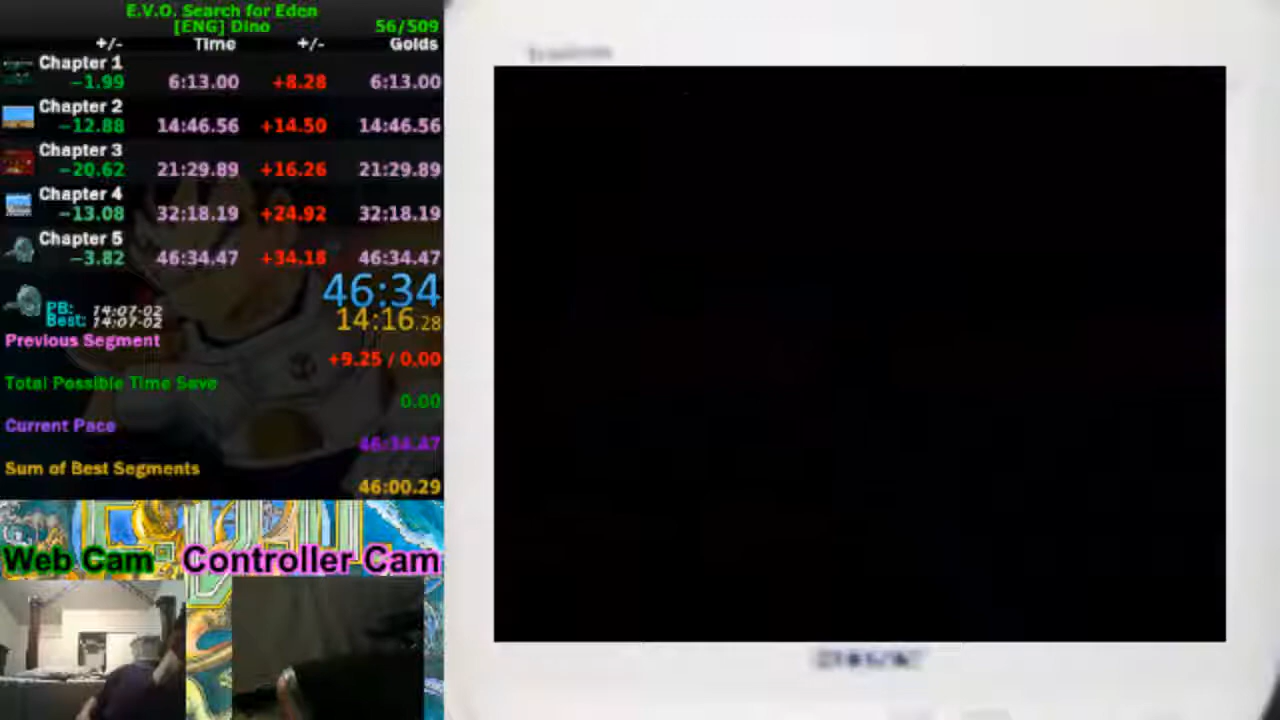 E.V.O. Search for Eden
[ENG] Dino 56/509
+/- Time +/- Golds
Chapter 1
-1.99 6:13.00 +8.28 6:13.00
Chapter 2
-12.88 14:46.56 +14.50 14:46.56
Chapter 3
-20.62 21:29.89 +16.26 21:29.89
Chapter 4
-13.08 32:18.19 +24.92 32:18.19
Chapter 5
-3.82 46:34.47 +34.18 46:34.47
46:34
PB: 14:07.02
Best: 14:07.02
14:16.28
Previous Segment
+9.25 / 0.00
Total Possible Time Save
0.00
Current Pace
46:34.47
Sum of Best Segments
46:00.29
Web Cam Controller Cam